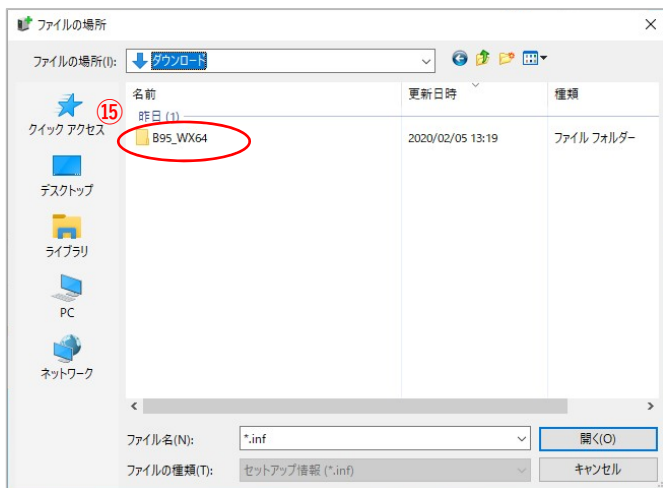 ファイルの場所
ファイルの場所(I):
ダウンロード
名前
更新日時
種類
⑮
昨日 (1)
B95_WX64
2020/02/05 13:19
ファイル フォルダー
クイック アクセス
デスクトップ
ライブラリ
PC
ネットワーク
ファイル名(N):
*.inf
開く(O)
ファイルの種類(T):
セットアップ情報 (*.inf)
キャンセル